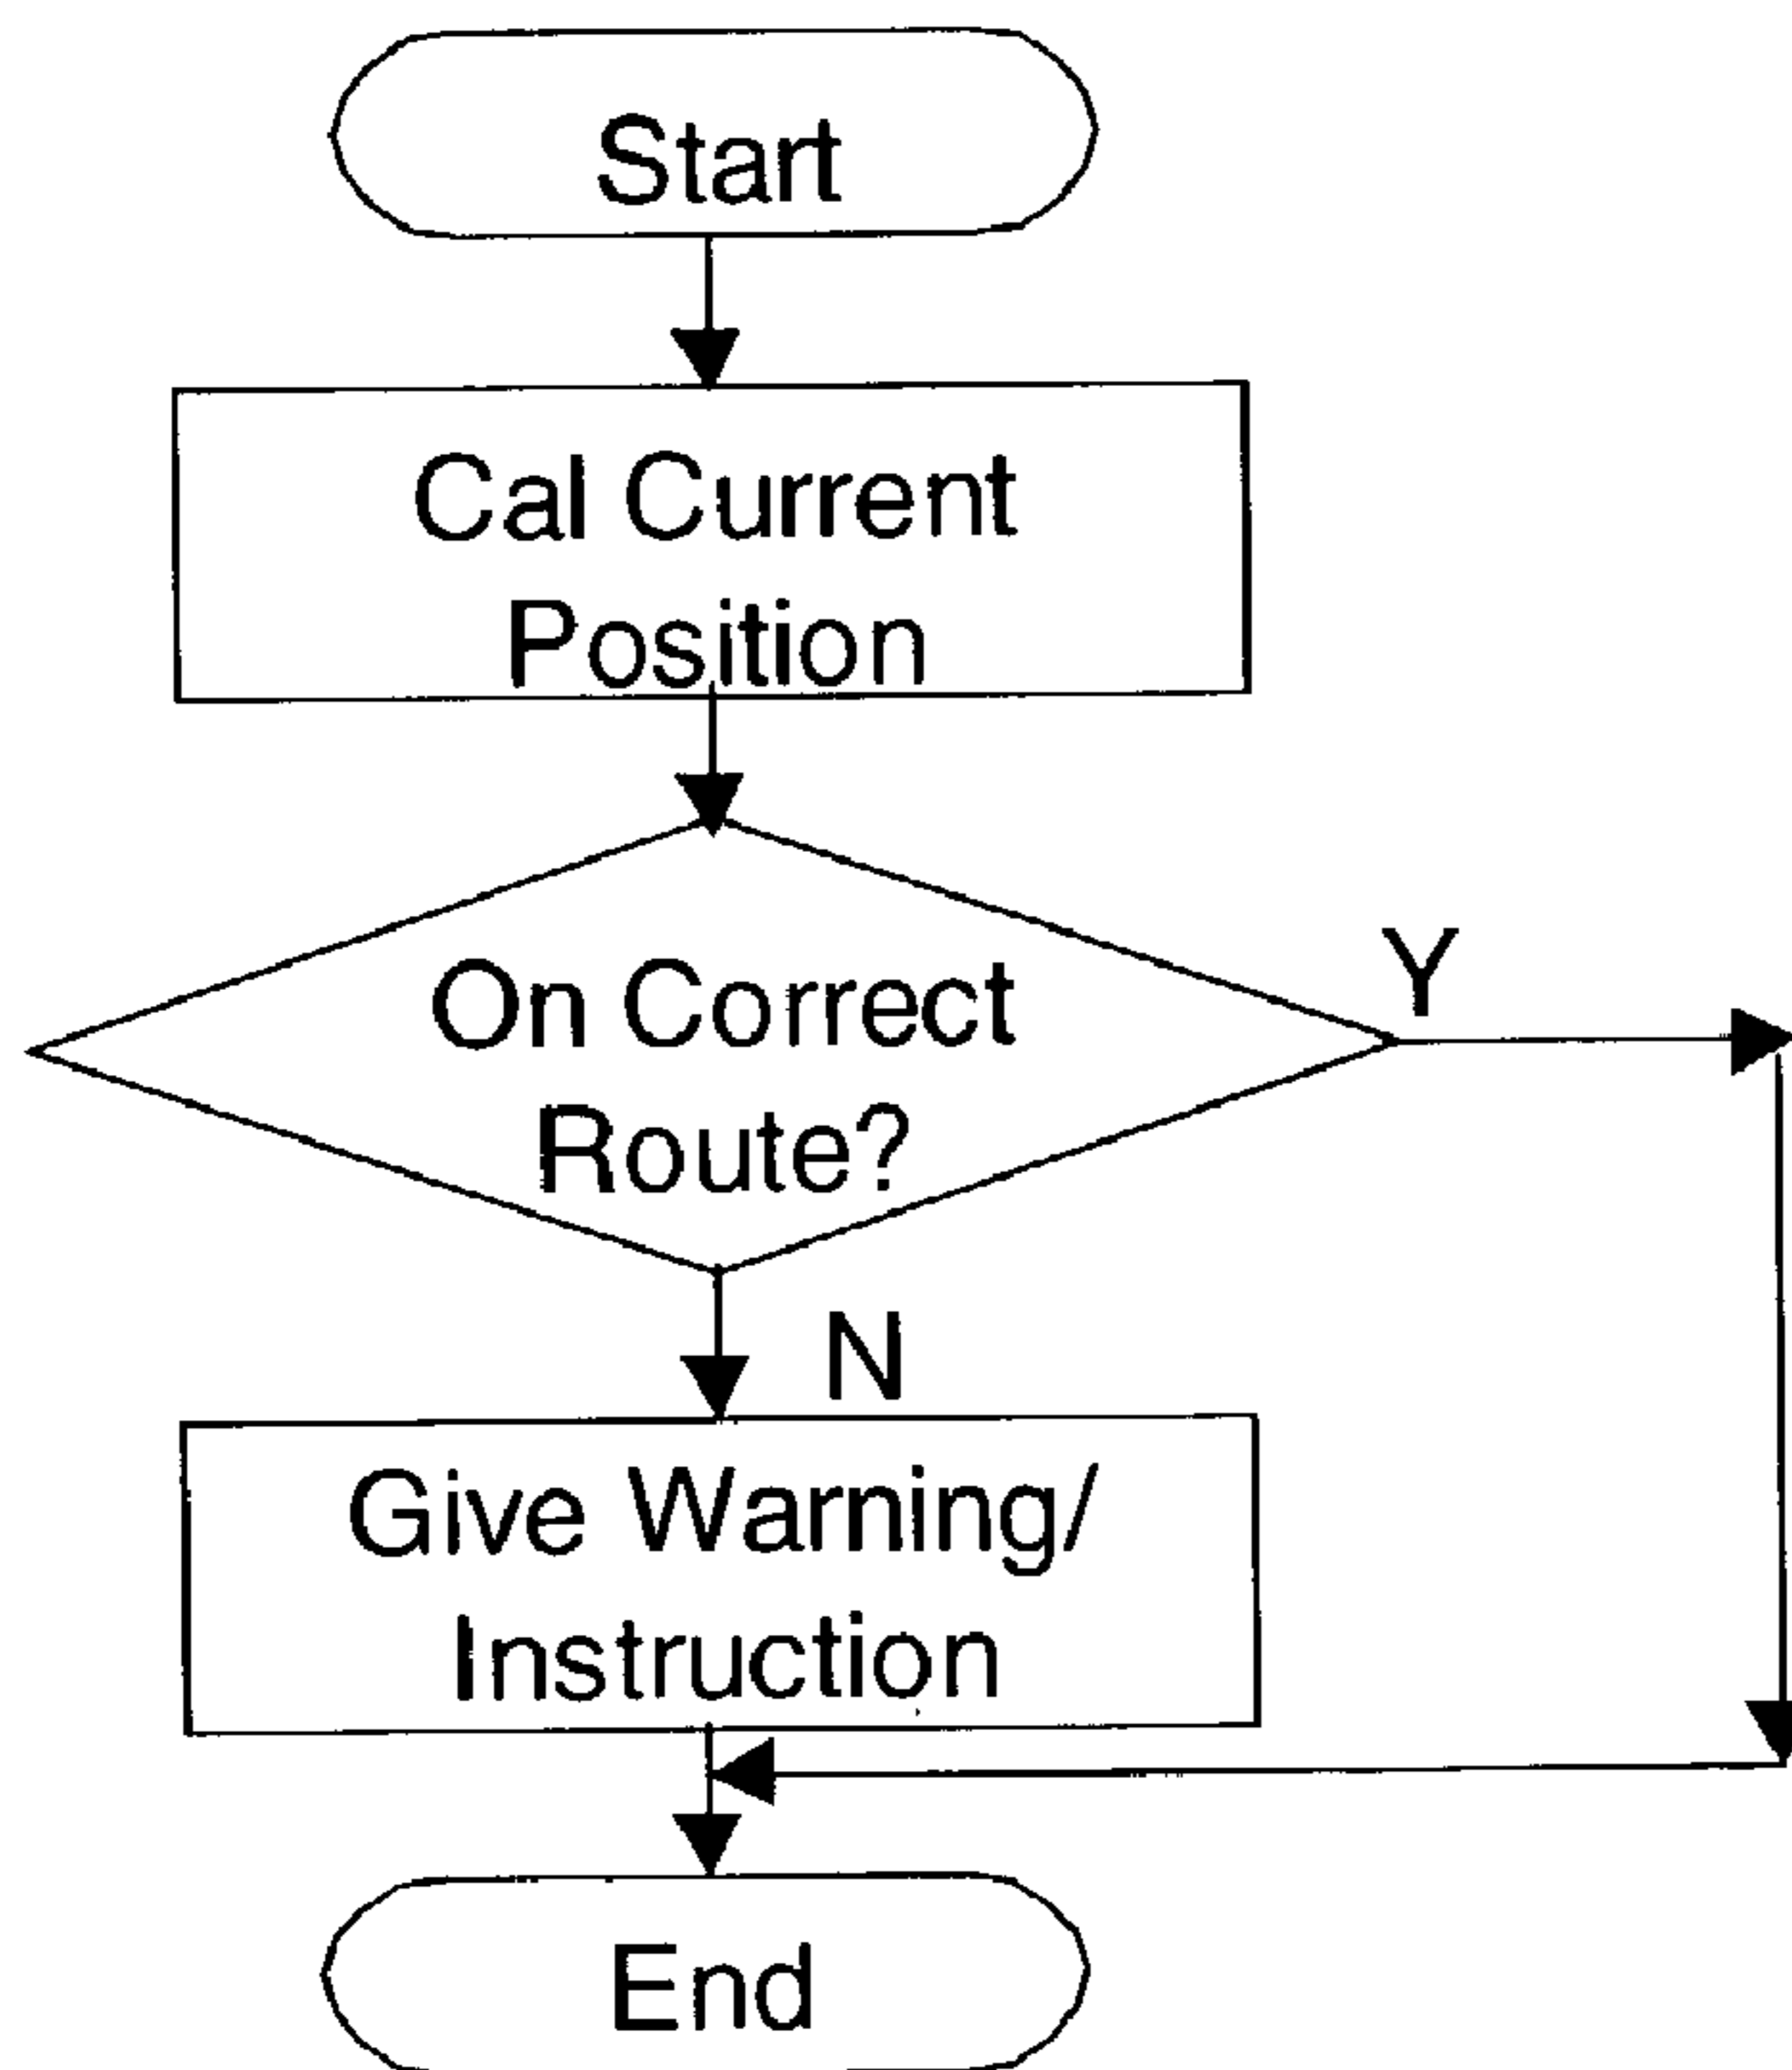 Start
Cal Current
Position
On Correct
Route?
Y
N
Give Warning/
Instruction
End